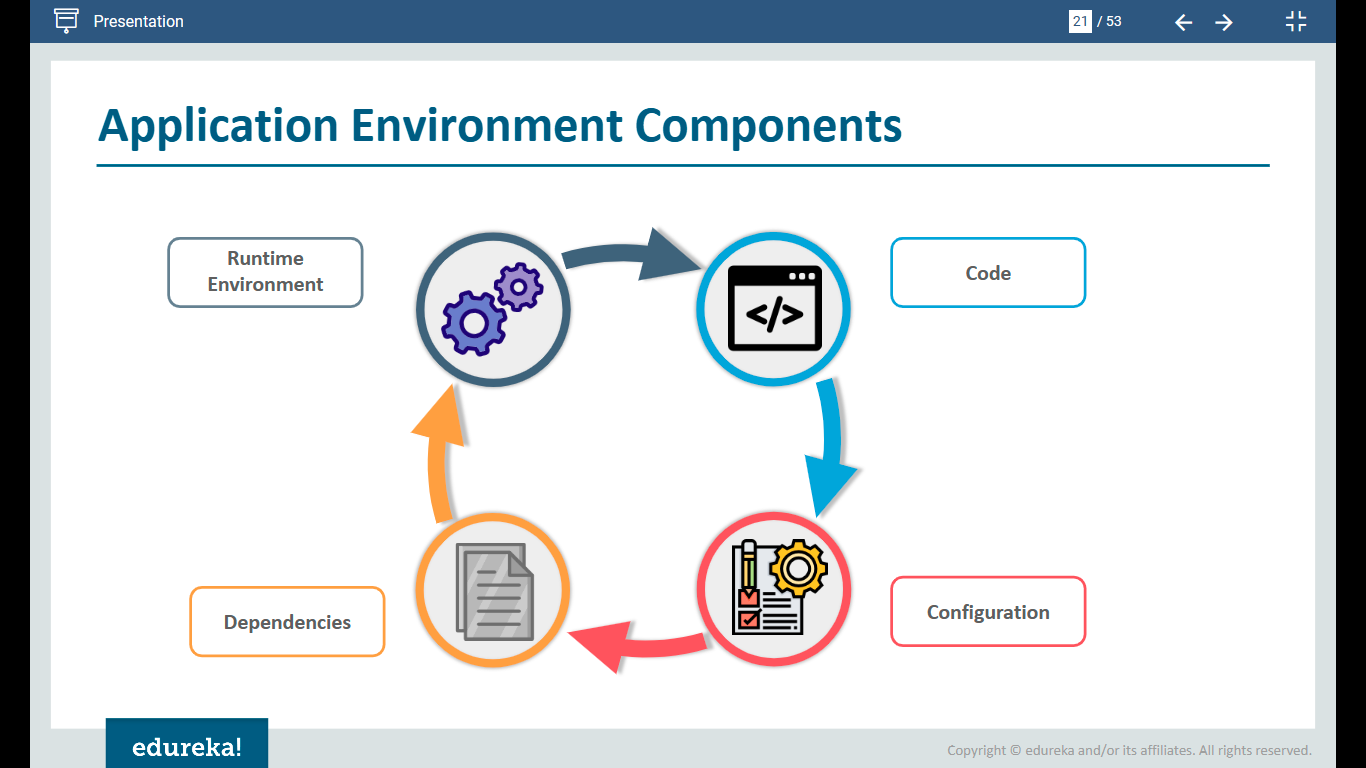 Presentation
21 / 53
Application Environment Components
Runtime
Environment
Code
</>
Dependencies
Configuration
edureka!
Copyright © edureka and/or its affiliates. All rights reserved.